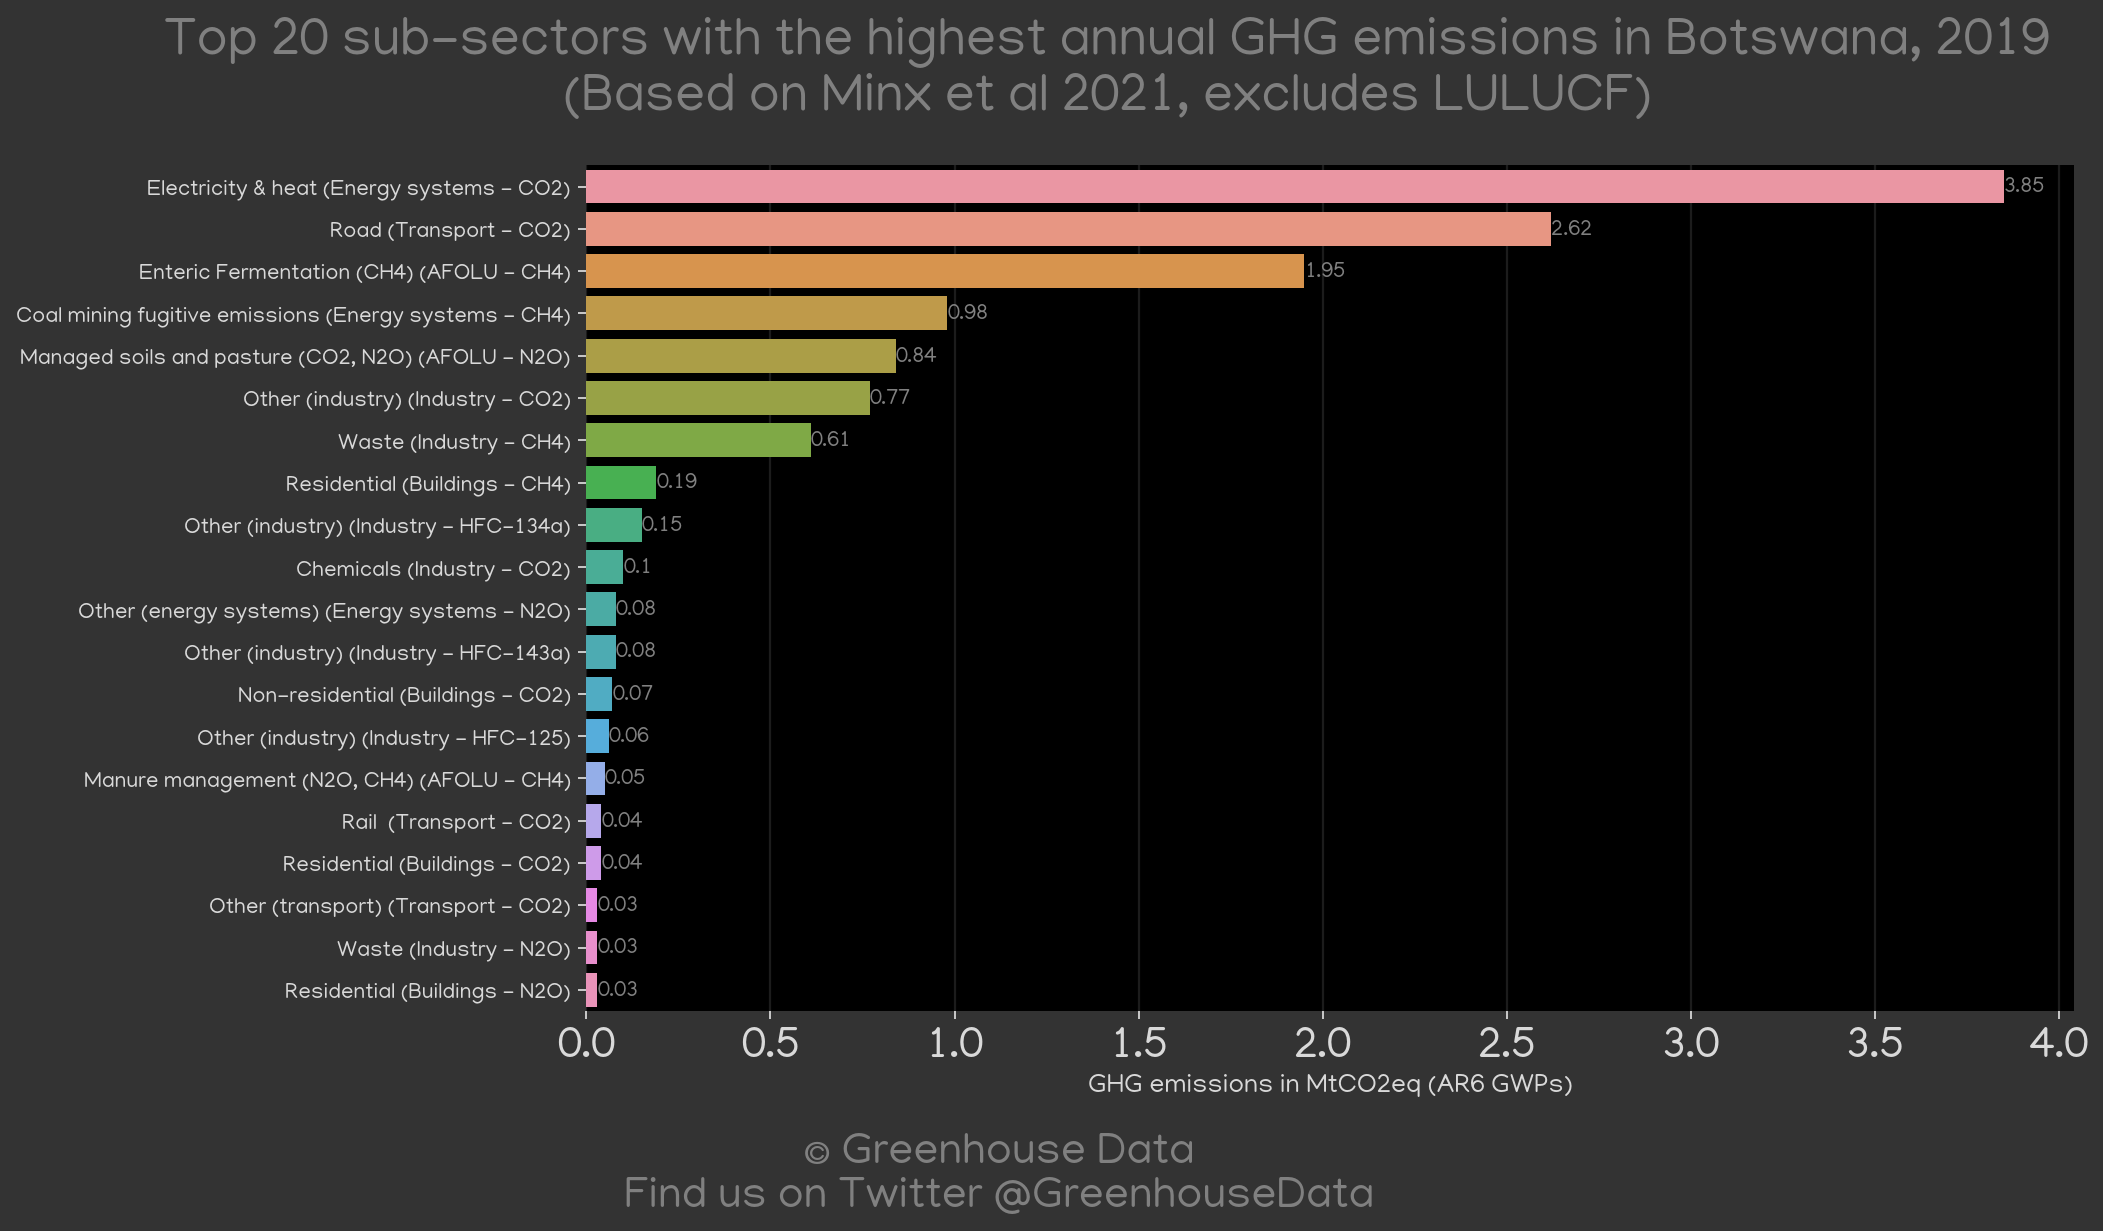 Top 20 sub-sectors with the highest annual GHG emissions in Botswana, 2019
(Based on Minx et al 2021, excludes LULUCF)
Electricity & heat (Energy systems - CO2) 3.85
Road (Transport - CO2) 2.62
Enteric Fermentation (CH4) (AFOLU - CH4) 1.95
Coal mining fugitive emissions (Energy systems - CH4) 0.98
Managed soils and pasture (CO2, N2O) (AFOLU - N2O) 0.84
Other (industry) (Industry - CO2) 0.77
Waste (Industry - CH4) 0.61
Residential (Buildings - CH4) 0.19
Other (industry) (Industry - HFC-134a) 0.15
Chemicals (Industry - CO2) 0.1
Other (energy systems) (Energy systems - N2O) 0.08
Other (industry) (Industry - HFC-143a) 0.08
Non-residential (Buildings - CO2) 0.07
Other (industry) (Industry - HFC-125) 0.06
Manure management (N2O, CH4) (AFOLU - CH4) 0.05
Rail  (Transport - CO2) 0.04
Residential (Buildings - CO2) 0.04
Other (transport) (Transport - CO2) 0.03
Waste (Industry - N2O) 0.03
Residential (Buildings - N2O) 0.03
0.0 0.5 1.0 1.5 2.0 2.5 3.0 3.5 4.0
GHG emissions in MtCO2eq (AR6 GWPs)
© Greenhouse Data
Find us on Twitter @GreenhouseData